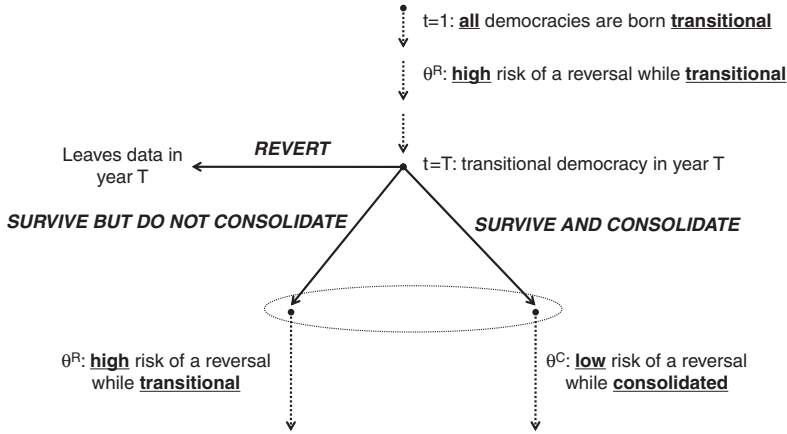 t=1: all democracies are born transitional
θᴿ: high risk of a reversal while transitional
REVERT
Leaves data in
year T
t=T: transitional democracy in year T
SURVIVE BUT DO NOT CONSOLIDATE
SURVIVE AND CONSOLIDATE
θᴿ: high risk of a reversal
while transitional
θᶜ: low risk of a reversal
while consolidated